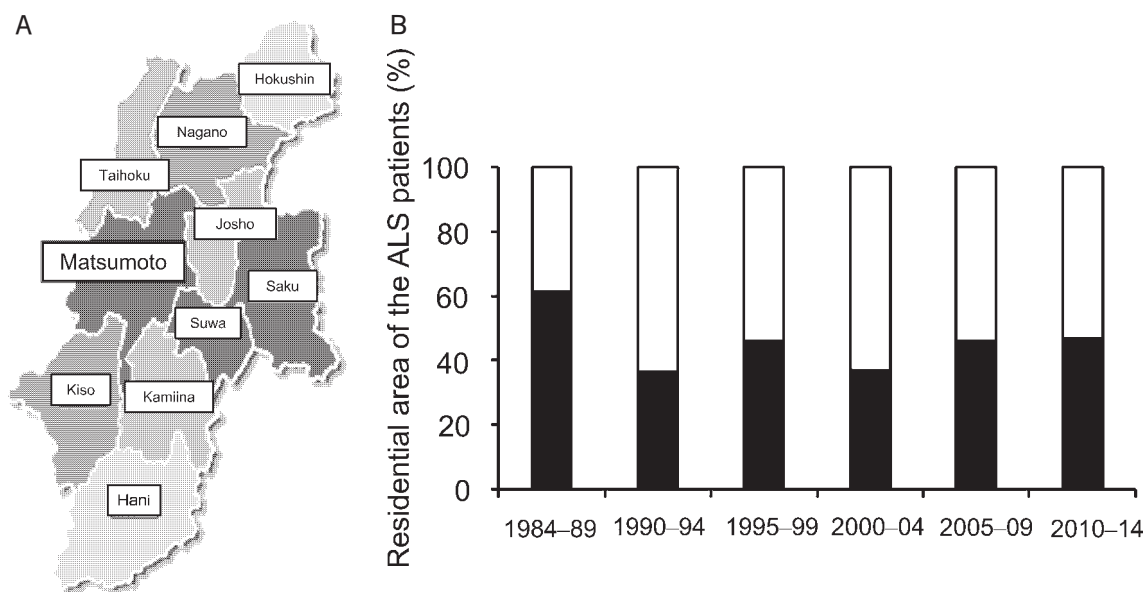 A
Hokushin
Nagano
Taihoku
Josho
Matsumoto
Saku
Suwa
Kiso
Kamiina
Hani
B
Residential area of the ALS patients (%)
100
80
60
40
20
0
1984–89 1990–94 1995–99 2000–04 2005–09 2010–14